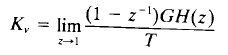 K_v = lim_{z→1} (1 − z⁻¹)GH(z) / T